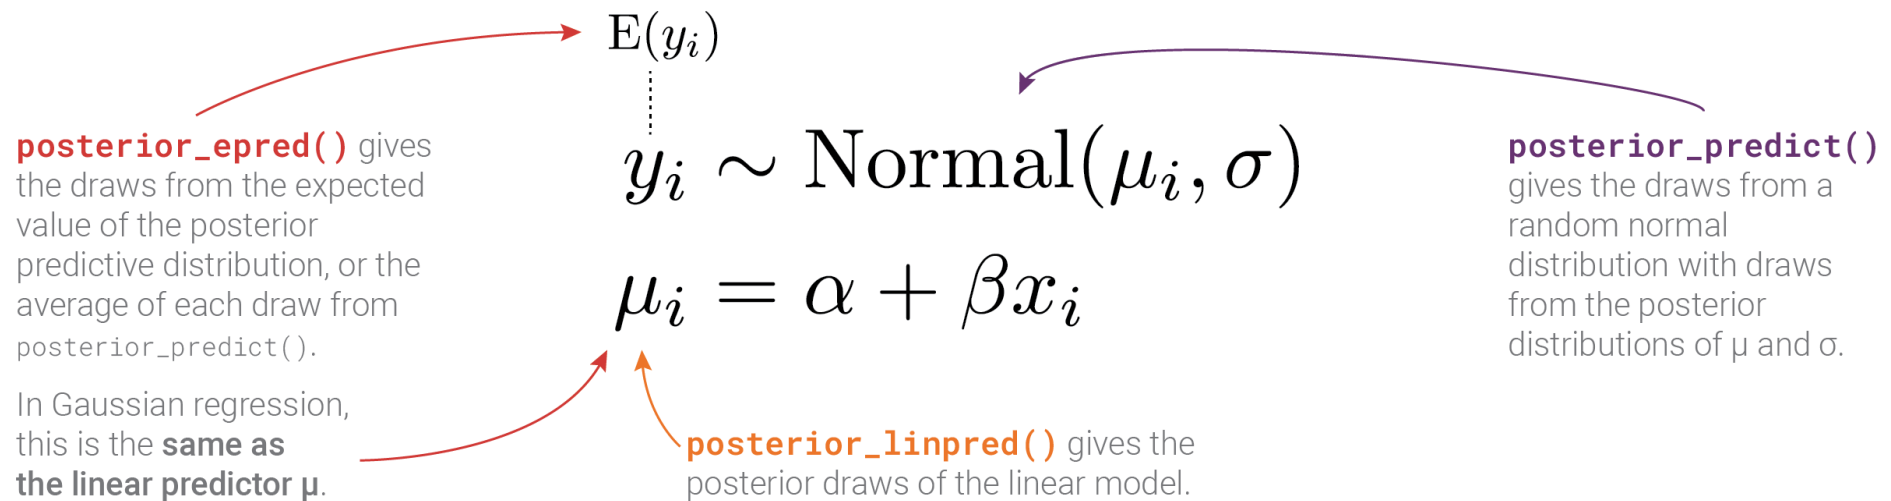 E(yᵢ)
yᵢ ∼ Normal(μᵢ, σ)
μᵢ = α + βxᵢ
posterior_epred() gives
the draws from the expected
value of the posterior
predictive distribution, or the
average of each draw from
posterior_predict().
In Gaussian regression,
this is the same as
the linear predictor μ.
posterior_linpred() gives the
posterior draws of the linear model.
posterior_predict()
gives the draws from a
random normal
distribution with draws
from the posterior
distributions of μ and σ.